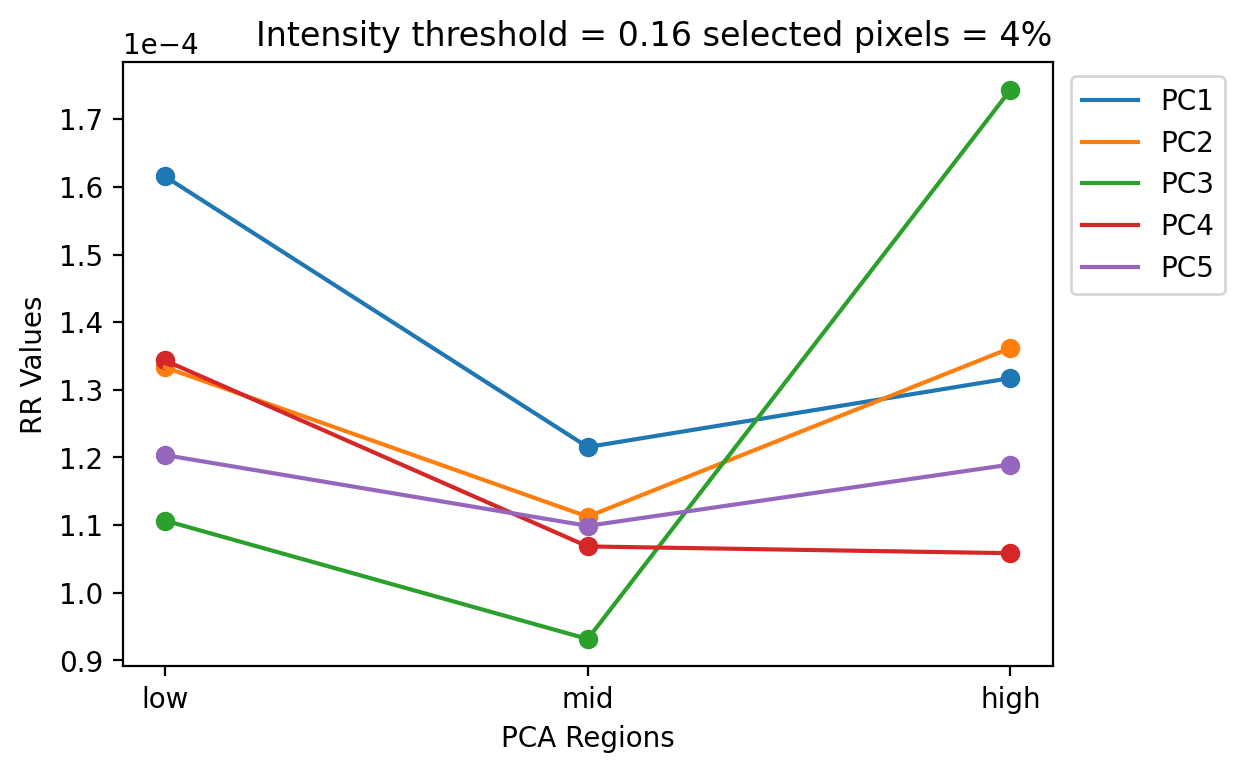 Intensity threshold = 0.16 selected pixels = 4%
1e−4
1.7
1.6
1.5
1.4
1.3
1.2
1.1
1.0
0.9
RR Values
low
mid
high
PCA Regions
PC1
PC2
PC3
PC4
PC5